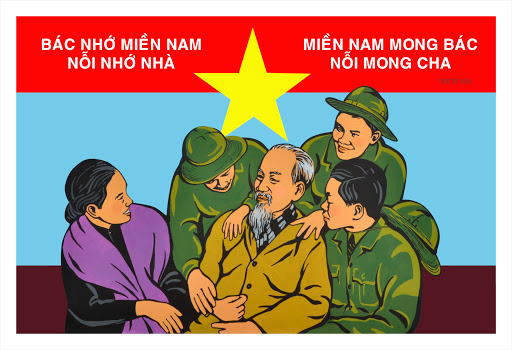 BÁC NHỚ MIỀN NAM
NỖI NHỚ NHÀ
MIỀN NAM MONG BÁC
NỖI MONG CHA